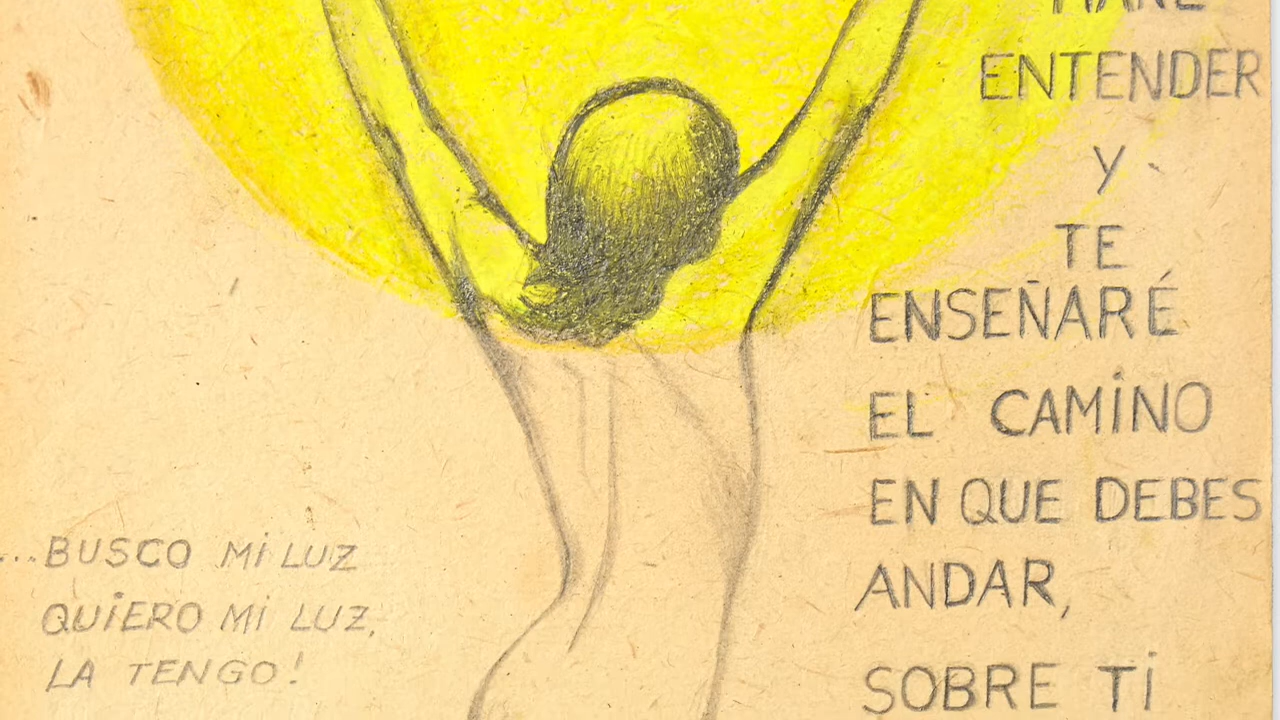 ENTENDER
Y
TE
ENSEÑARÉ
EL CAMINO
EN QUE DEBES
ANDAR,
SOBRE TI
...BUSCO MI LUZ
QUIERO MI LUZ,
LA TENGO!